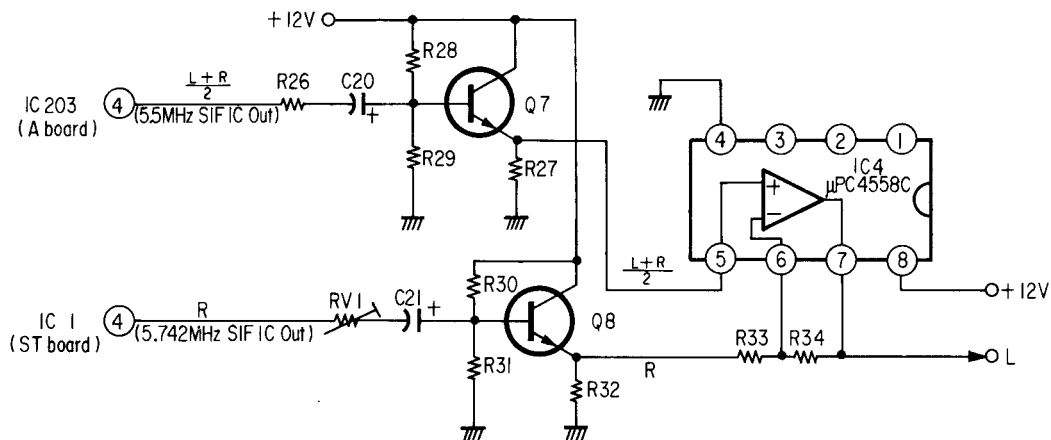 +12V
R28
L+R
2
R26
C20
+
Q7
IC203
(A board)
4
(5.5MHz SIF IC Out)
R29
R27
4
3
2
1
IC4
μPC4558C
+
−
5
6
7
8
L+R
2
+12V
R30
IC 1
(ST board)
4
R
(5.742MHz SIF IC Out)
RV1
C21
+
Q8
R31
R32
R
R33
R34
L